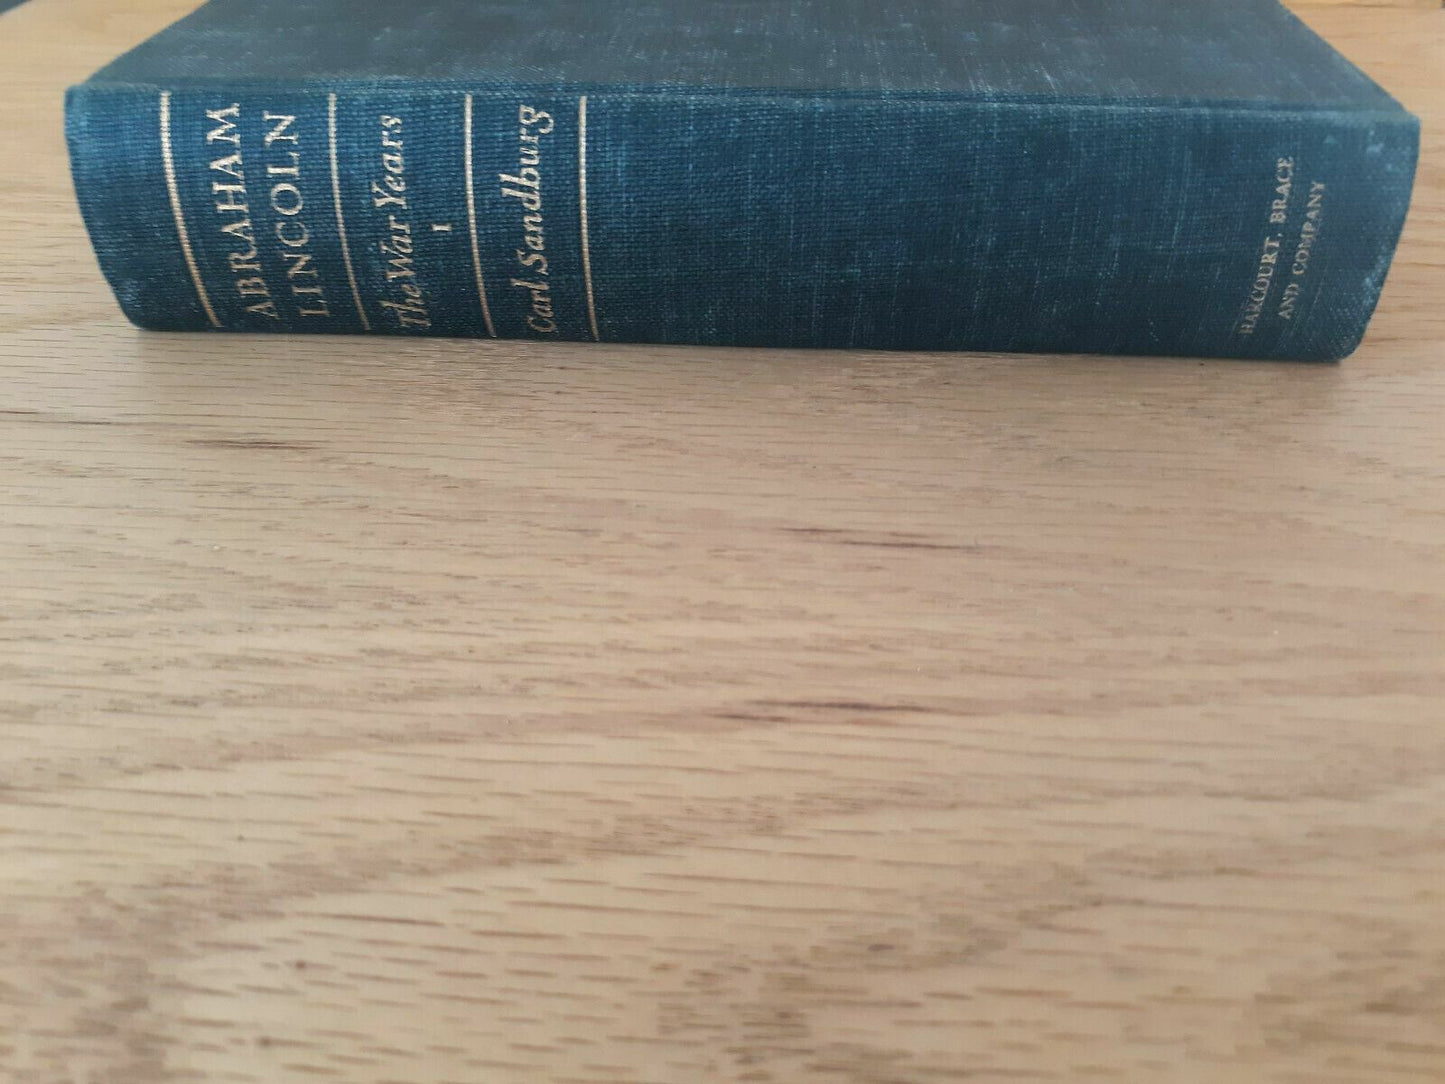 ABRAHAM
LINCOLN
The War Years
I
Carl Sandburg
HARCOURT, BRACE
AND COMPANY